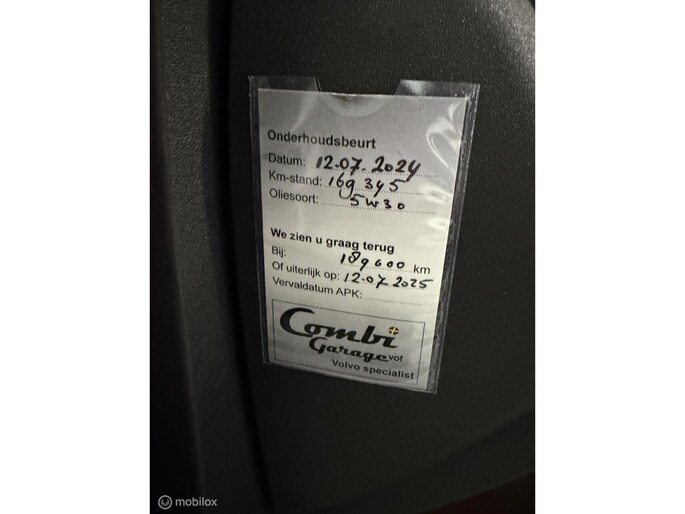 Onderhoudsbeurt
Datum: 12.07.2024
Km-stand: 169 345
Oliesoort: 5w30
We zien u graag terug
Bij: 189000 km
Of uiterlijk op: 12-07 2025
Vervaldatum APK:
Combi
Garage vof
Volvo specialist
mobilox